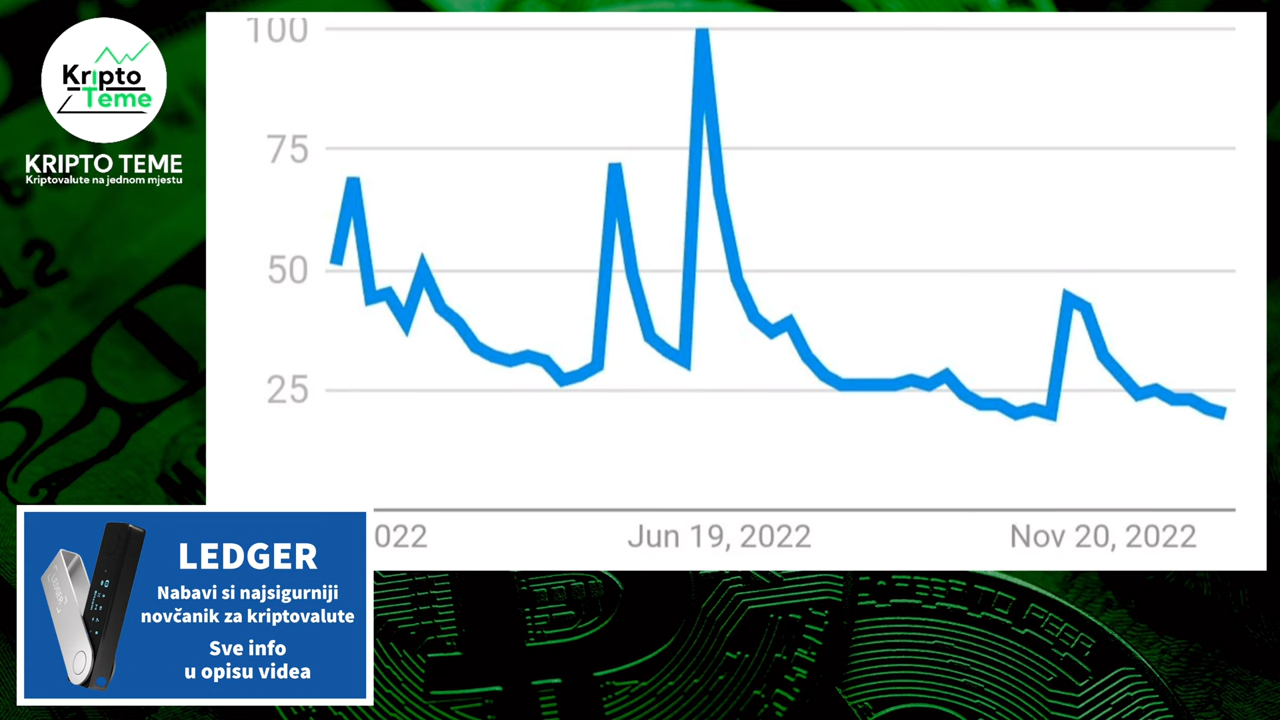 Kripto
Teme
KRIPTO TEME
Kriptovalute na jednom mjestu
100
75
50
25
022
Jun 19, 2022
Nov 20, 2022
LEDGER
Nabavi si najsigurniji
novčanik za kriptovalute
Sve info
u opisu videa
12